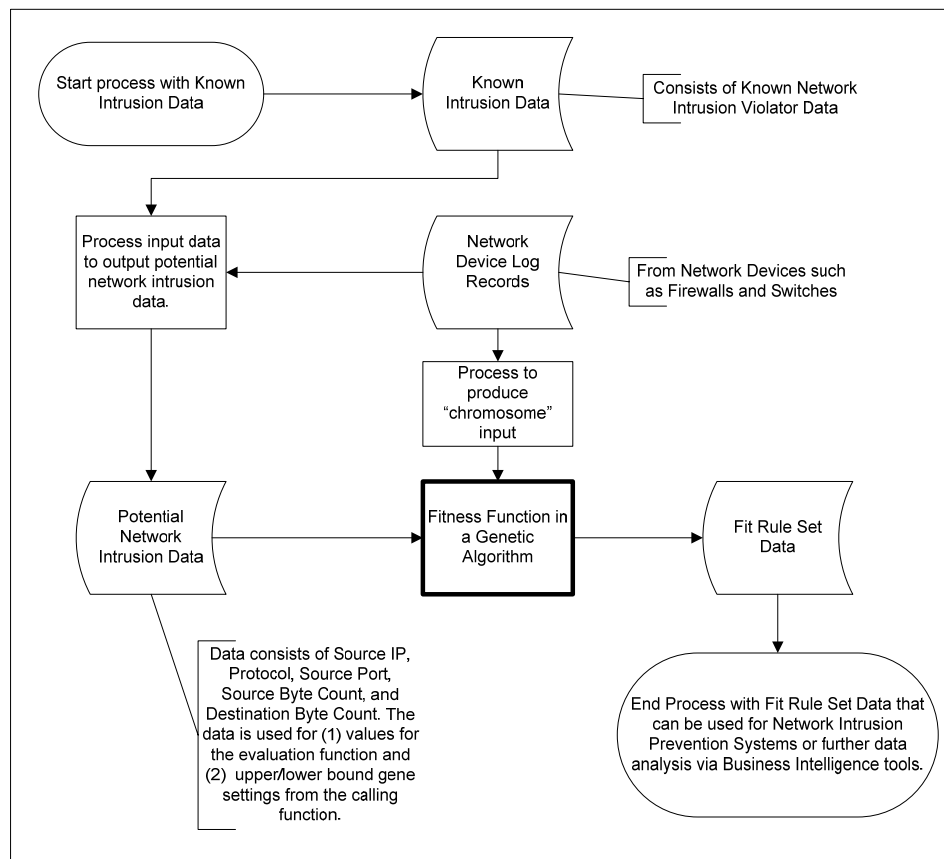 Start process with Known
Intrusion Data
Known
Intrusion Data
Consists of Known Network
Intrusion Violator Data
Process input data
to output potential
network intrusion
data.
Network
Device Log
Records
From Network Devices such
as Firewalls and Switches
Process to
produce
“chromosome”
input
Potential
Network
Intrusion Data
Fitness Function in
a Genetic
Algorithm
Fit Rule Set
Data
Data consists of Source IP,
Protocol, Source Port,
Source Byte Count, and
Destination Byte Count. The
data is used for (1) values for
the evaluation function and
(2) upper/lower bound gene
settings from the calling
function.
End Process with Fit Rule Set Data that
can be used for Network Intrusion
Prevention Systems or further data
analysis via Business Intelligence tools.